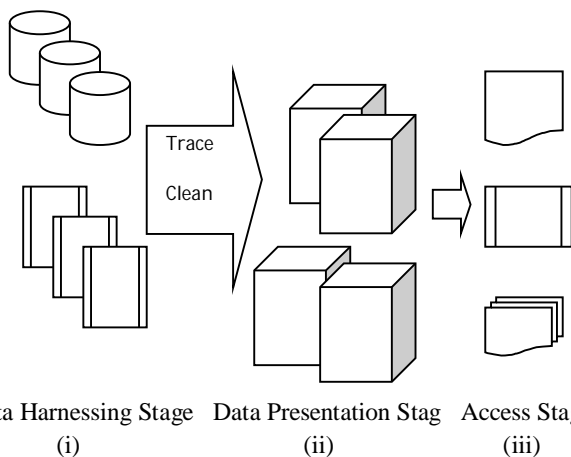 Trace
Clean
ta Harnessing Stage
Data Presentation Stag
Access Stag
(i)
(ii)
(iii)